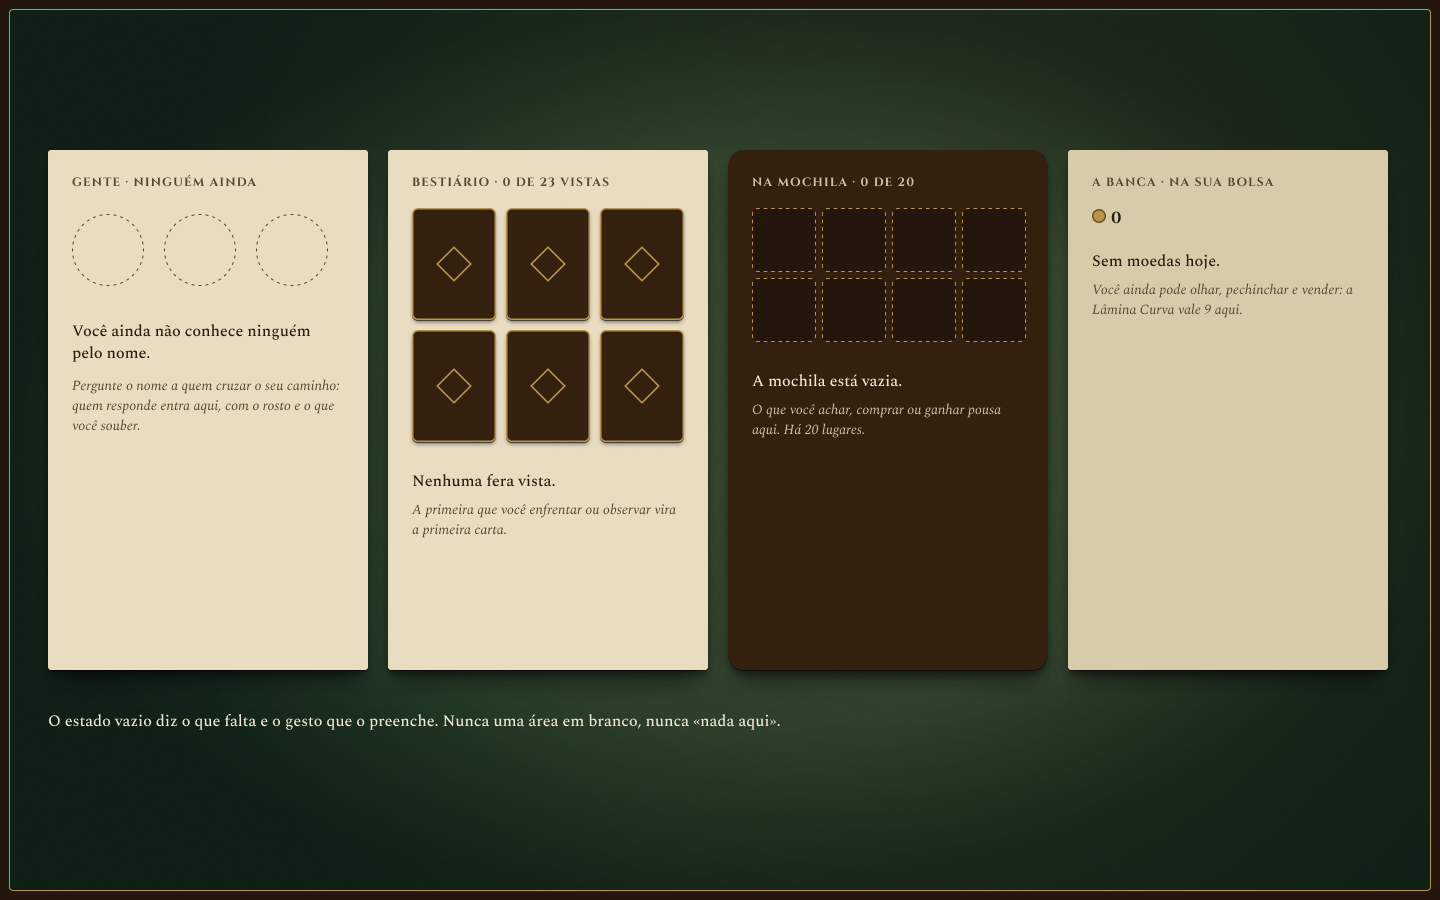 GENTE · NINGUÉM AINDA
Você ainda não conhece ninguém
pelo nome.
Pergunte o nome a quem cruzar o seu caminho:
quem responde entra aqui, com o rosto e o que
você souber.
BESTIÁRIO · 0 DE 23 VISTAS
Nenhuma fera vista.
A primeira que você enfrentar ou observar vira
a primeira carta.
NA MOCHILA · 0 DE 20
A mochila está vazia.
O que você achar, comprar ou ganhar pousa
aqui. Há 20 lugares.
A BANCA · NA SUA BOLSA
0
Sem moedas hoje.
Você ainda pode olhar, pechinchar e vender: a
Lâmina Curva vale 9 aqui.
O estado vazio diz o que falta e o gesto que o preenche. Nunca uma área em branco, nunca «nada aqui».